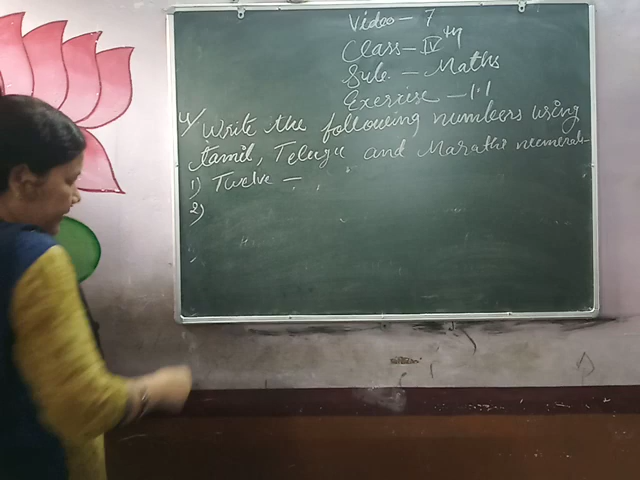 Video - 7
Class - IVth
Sub. - Maths
Exercise - 1.1
4) Write the following numbers using
Tamil, Telugu and Marathi numerals-
1) Twelve - ,
2)